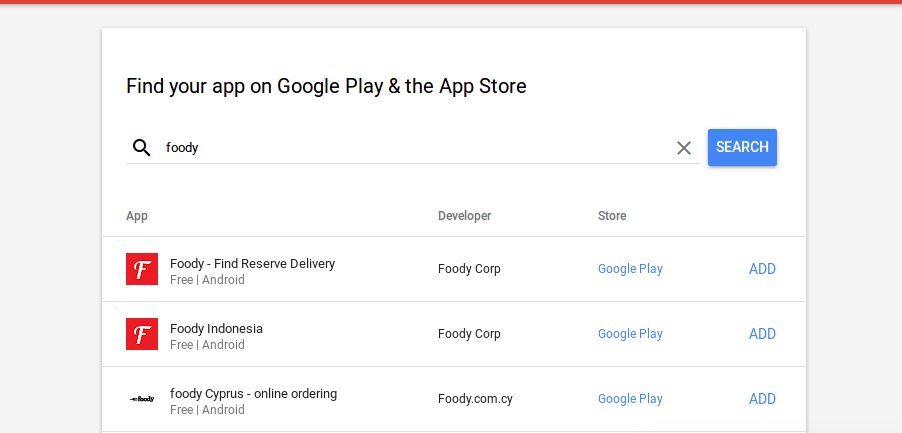 Find your app on Google Play & the App Store
foody
SEARCH
App Developer Store
F Foody - Find Reserve Delivery Foody Corp Google Play ADD
Free | Android
F Foody Indonesia Foody Corp Google Play ADD
Free | Android
foody foody Cyprus - online ordering Foody.com.cy Google Play ADD
Free | Android